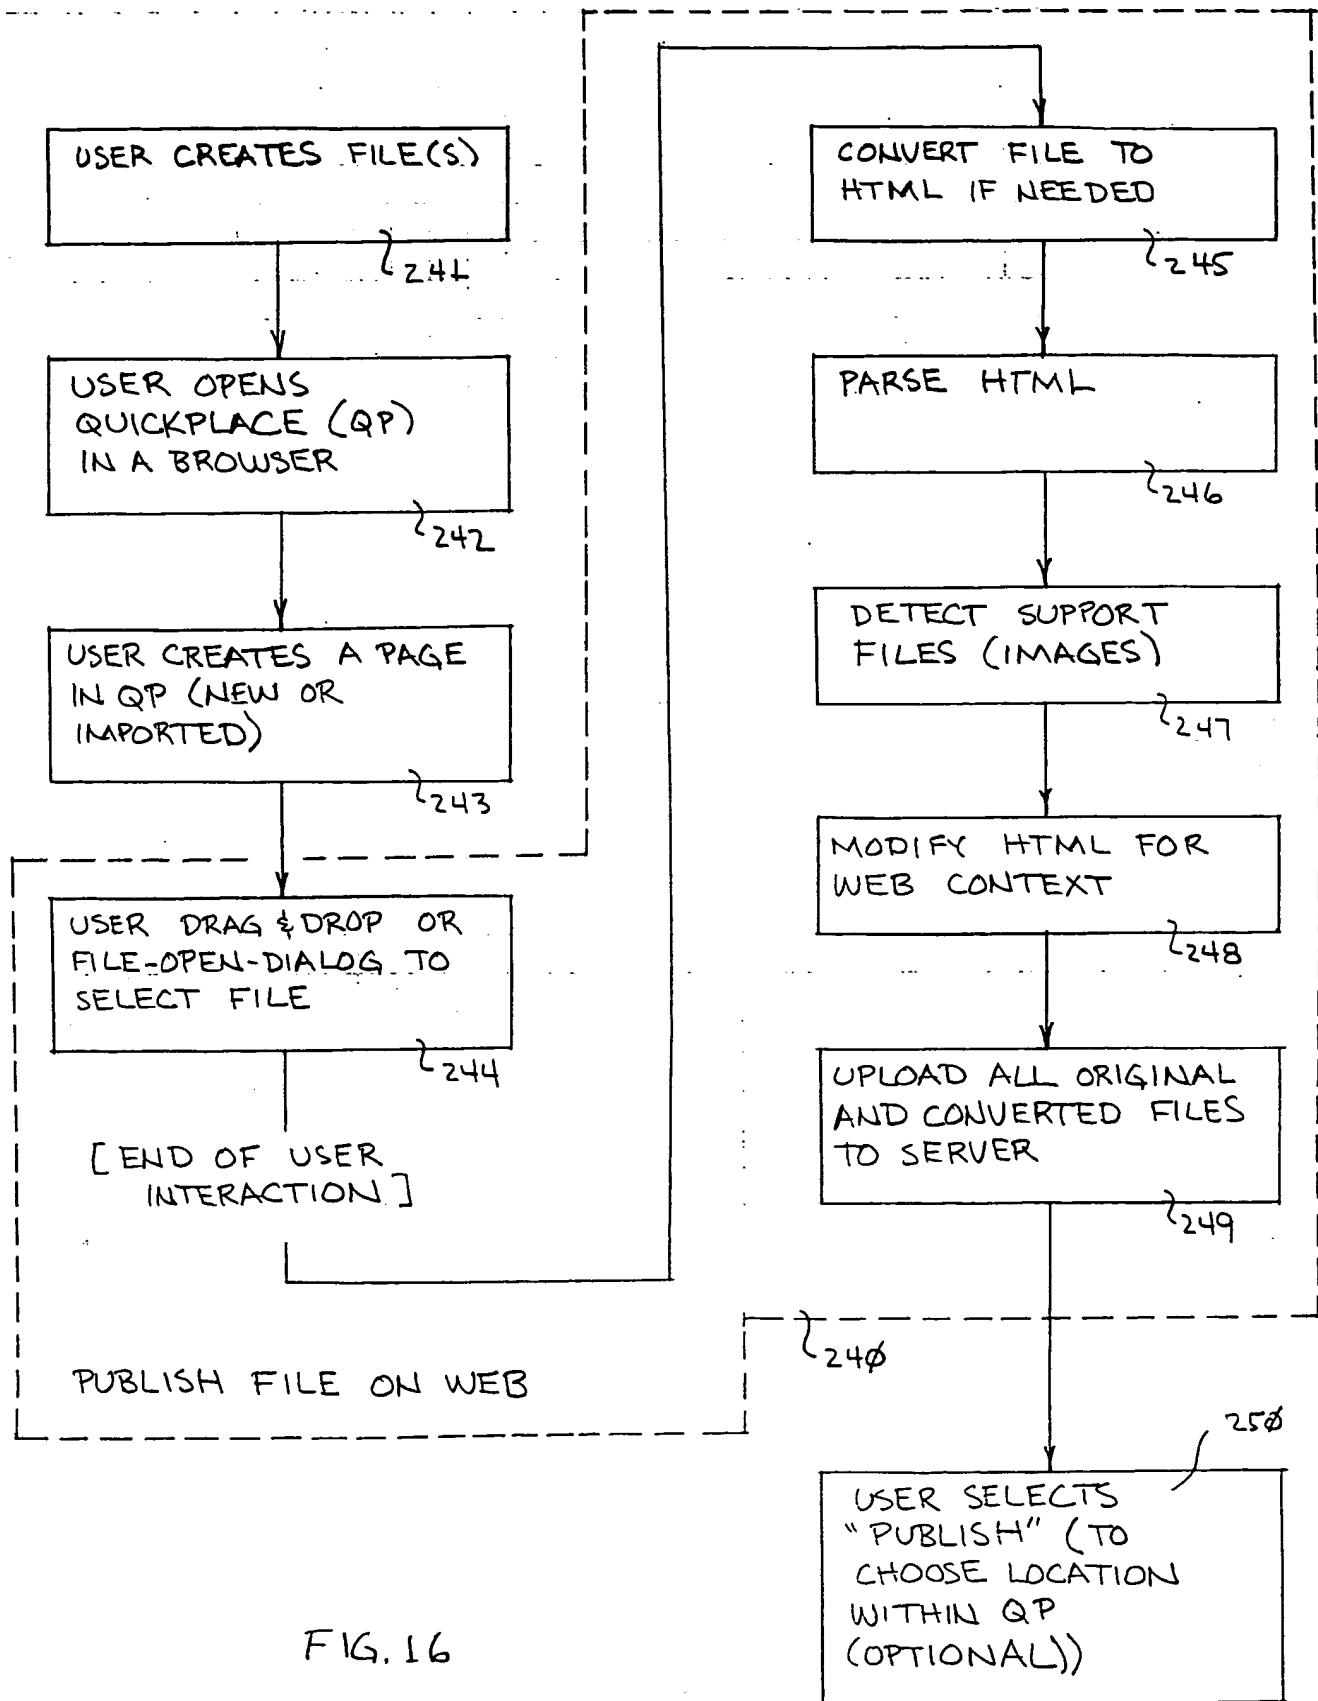 USER CREATES FILE(S)
241
USER OPENS
QUICKPLACE (QP)
IN A BROWSER
242
USER CREATES A PAGE
IN QP (NEW OR
IMPORTED)
243
USER DRAG & DROP OR
FILE-OPEN-DIALOG TO
SELECT FILE
244
[END OF USER
INTERACTION]
CONVERT FILE TO
HTML IF NEEDED
245
PARSE HTML
246
DETECT SUPPORT
FILES (IMAGES)
247
MODIFY HTML FOR
WEB CONTEXT
248
UPLOAD ALL ORIGINAL
AND CONVERTED FILES
TO SERVER
249
240
PUBLISH FILE ON WEB
250
USER SELECTS
"PUBLISH" (TO
CHOOSE LOCATION
WITHIN QP
(OPTIONAL))
FIG. 16